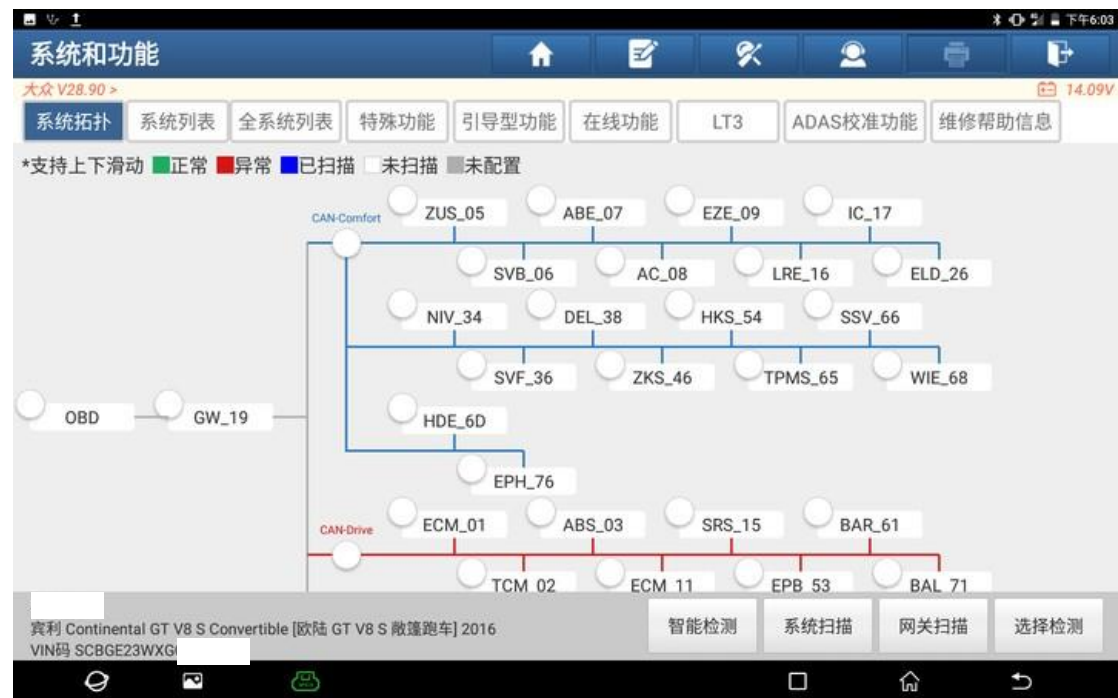 下午6:03
系统和功能
大众 V28.90 >
14.09V
系统拓扑 系统列表 全系统列表 特殊功能 引导型功能 在线功能 LT3 ADAS校准功能 维修帮助信息
*支持上下滑动 正常 异常 已扫描 未扫描 未配置
CAN-Comfort
ZUS_05 ABE_07 EZE_09 IC_17
SVB_06 AC_08 LRE_16 ELD_26
NIV_34 DEL_38 HKS_54 SSV_66
SVF_36 ZKS_46 TPMS_65 WIE_68
OBD GW_19 HDE_6D
EPH_76
CAN-Drive
ECM_01 ABS_03 SRS_15 BAR_61
TCM_02 ECM_11 EPB_53 BAL_71
宾利 Continental GT V8 S Convertible [欧陆 GT V8 S 敞篷跑车] 2016
VIN码 SCBGE23WXG
智能检测 系统扫描 网关扫描 选择检测